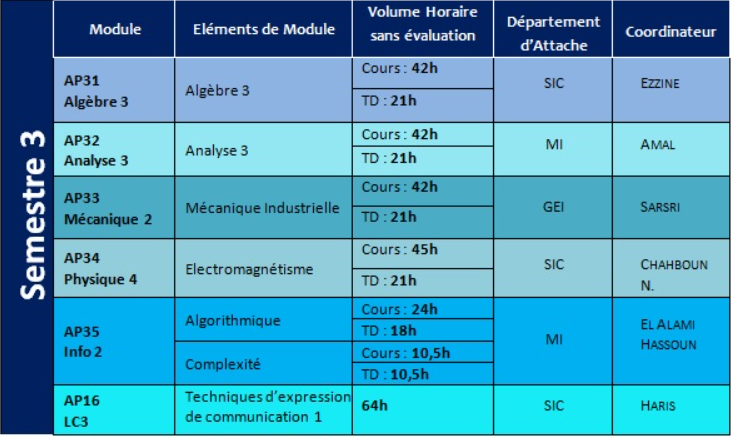 Semestre 3
Module
Eléments de Module
Volume Horaire
sans évaluation
Département
d'Attache
Coordinateur
AP31
Algèbre 3
Algèbre 3
Cours : 42h
TD : 21h
SIC
EZZINE
AP32
Analyse 3
Analyse 3
Cours : 42h
TD : 21h
MI
AMAL
AP33
Mécanique 2
Mécanique Industrielle
Cours : 42h
TD : 21h
GEI
SARSRI
AP34
Physique 4
Electromagnétisme
Cours : 45h
TD : 21h
SIC
CHAHBOUN
N.
AP35
Info 2
Algorithmique
Cours : 24h
TD : 18h
Complexité
Cours : 10,5h
TD : 10,5h
MI
EL ALAMI
HASSOUN
AP16
LC3
Techniques d'expression
de communication 1
64h
SIC
HARIS